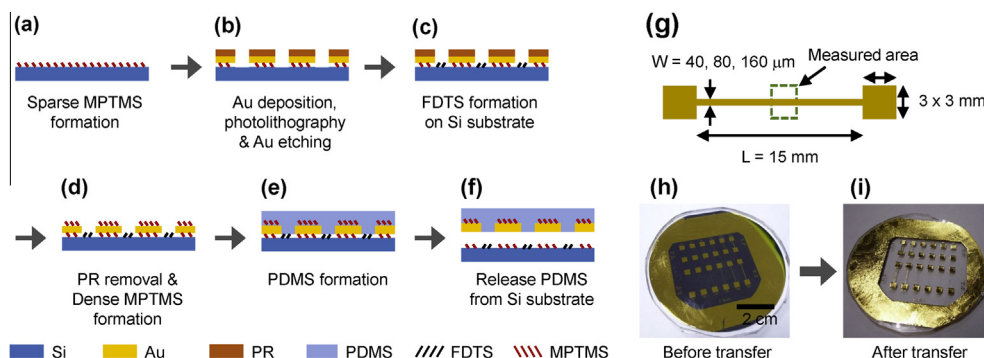 (a)
Sparse MPTMS
formation
(b)
Au deposition,
photolithography
& Au etching
(c)
FDTS formation
on Si substrate
(d)
PR removal &
Dense MPTMS
formation
(e)
PDMS formation
(f)
Release PDMS
from Si substrate
Si
Au
PR
PDMS
FDTS
MPTMS
(g)
Measured area
W = 40, 80, 160 μm
3 x 3 mm
L = 15 mm
(h)
2 cm
Before transfer
(i)
After transfer